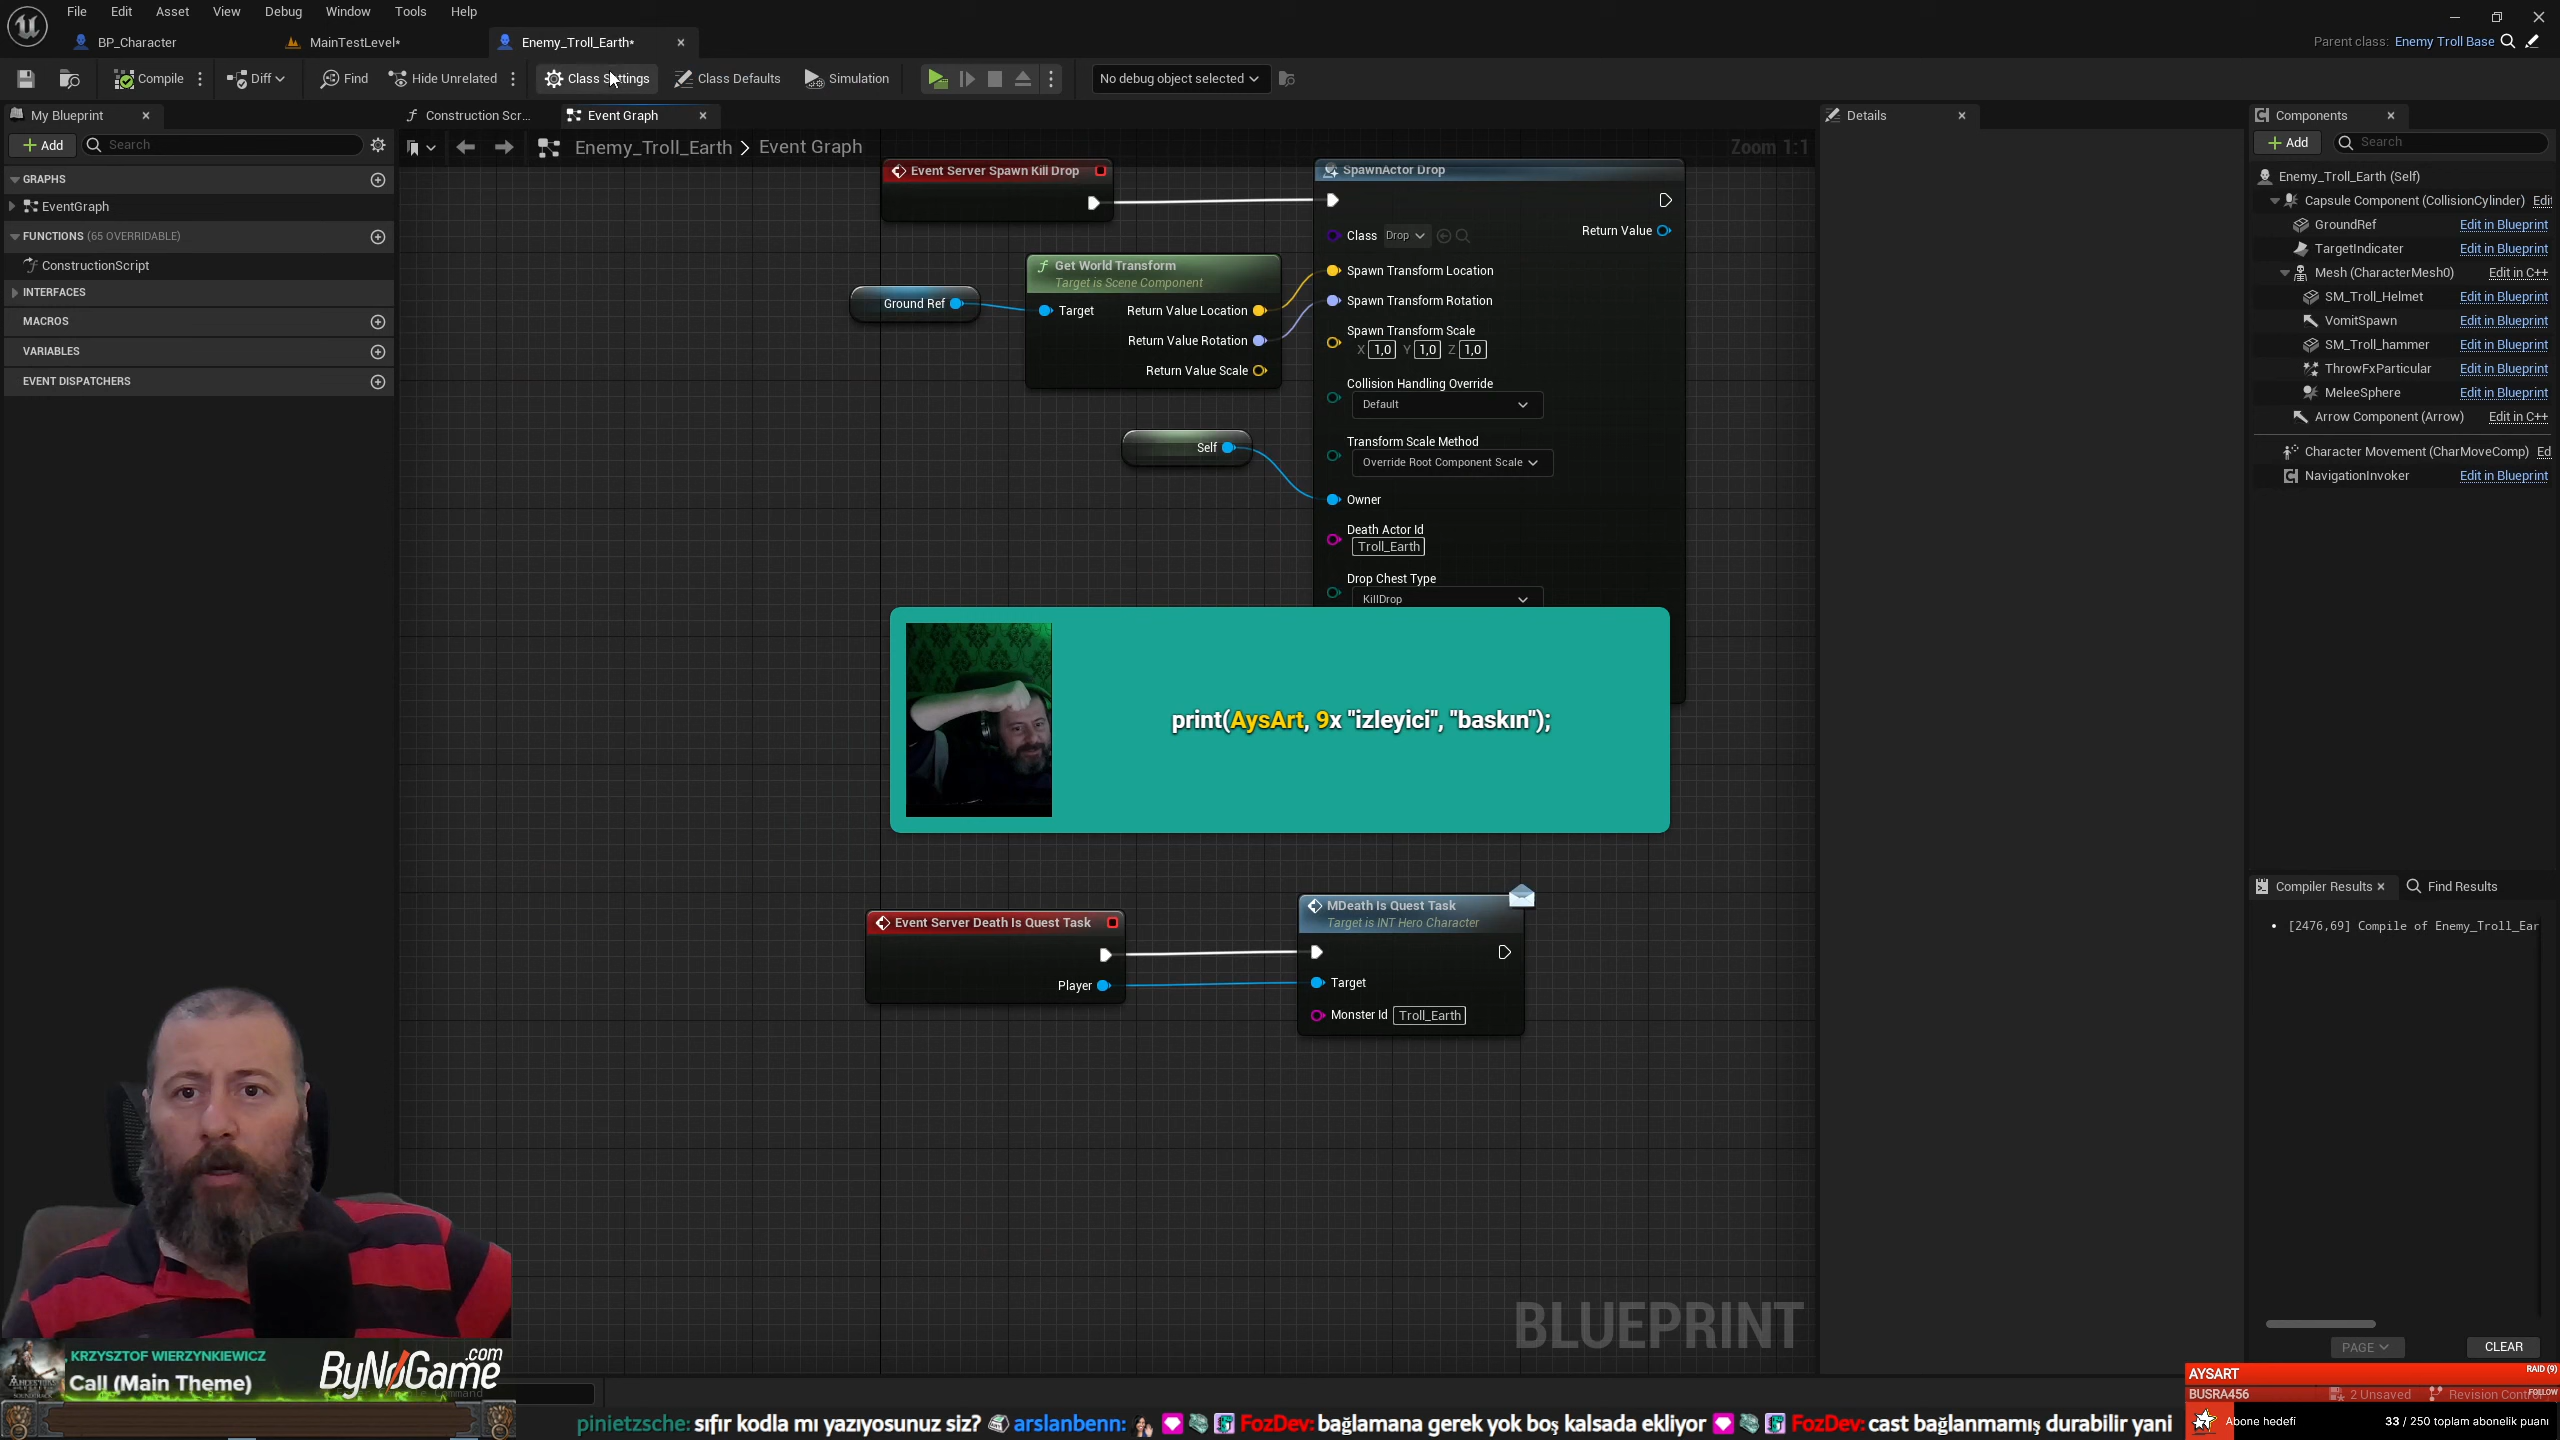 File Edit Asset View Debug Window Tools Help
BP_Character MainTestLevel* Enemy_Troll_Earth*
Parent class: Enemy Troll Base
Compile Diff Find Hide Unrelated Class Settings Class Defaults Simulation No debug object selected
My Blueprint
Construction Scr... Event Graph
Details
Components
Add Search
Enemy_Troll_Earth > Event Graph
Zoom 1:1
Add Search
GRAPHS
EventGraph
FUNCTIONS (65 OVERRIDABLE)
ConstructionScript
INTERFACES
MACROS
VARIABLES
EVENT DISPATCHERS
Event Server Spawn Kill Drop
Ground Ref
Get World Transform
Target is Scene Component
Target Return Value Location
Return Value Rotation
Return Value Scale
Self
SpawnActor Drop
Class Drop Return Value
Spawn Transform Location
Spawn Transform Rotation
Spawn Transform Scale
X 1,0 Y 1,0 Z 1,0
Collision Handling Override
Default
Transform Scale Method
Override Root Component Scale
Owner
Death Actor Id
Troll_Earth
Drop Chest Type
KillDrop
print(AysArt, 9x "izleyici", "baskın");
Event Server Death Is Quest Task
Player
MDeath Is Quest Task
Target is INT Hero Character
Target
Monster Id Troll_Earth
BLUEPRINT
Enemy_Troll_Earth (Self)
Capsule Component (CollisionCylinder) Edi
GroundRef Edit in Blueprint
TargetIndicater Edit in Blueprint
Mesh (CharacterMesh0) Edit in C++
SM_Troll_Helmet Edit in Blueprint
VomitSpawn Edit in Blueprint
SM_Troll_hammer Edit in Blueprint
ThrowFxParticular Edit in Blueprint
MeleeSphere Edit in Blueprint
Arrow Component (Arrow) Edit in C++
Character Movement (CharMoveComp) Ed
NavigationInvoker Edit in Blueprint
Compiler Results Find Results
[2476,69] Compile of Enemy_Troll_Ear
PAGE CLEAR
KRZYSZTOF WIERZYNKIEWICZ
Call (Main Theme)
ByNoGame.com
AYSART RAID (9)
BUSRA456 2 Unsaved Revision Contr FOLLOW
Abone hedefi 33 / 250 toplam abonelik puanı
pinietzsche: sıfır kodla mı yazıyosunuz siz? arslanbenn: FozDev: bağlamana gerek yok boş kalsada ekliyor FozDev: cast bağlanmamış durabilir yani